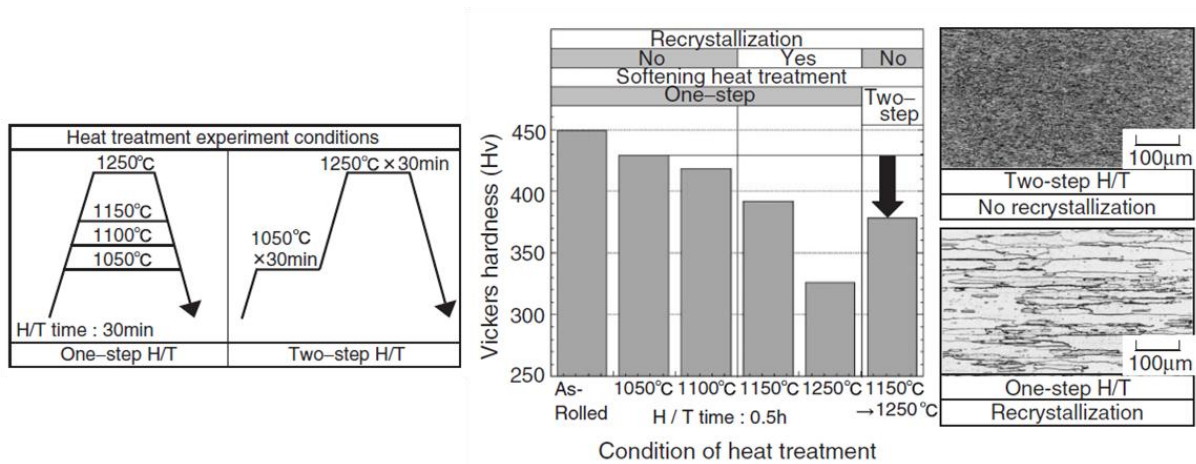 Heat treatment experiment conditions
1250℃
1150℃
1100℃
1050℃
H/T time : 30min
One–step H/T
1250℃×30min
1050℃
×30min
Two–step H/T
Recrystallization
No
Yes
No
Softening heat treatment
One–step
Two–
step
Vickers hardness (Hv)
450
400
350
300
250
As-
Rolled
1050℃
1100℃
1150℃
1250℃
1150℃
→1250℃
H / T time : 0.5h
Condition of heat treatment
100μm
Two-step H/T
No recrystallization
100μm
One-step H/T
Recrystallization